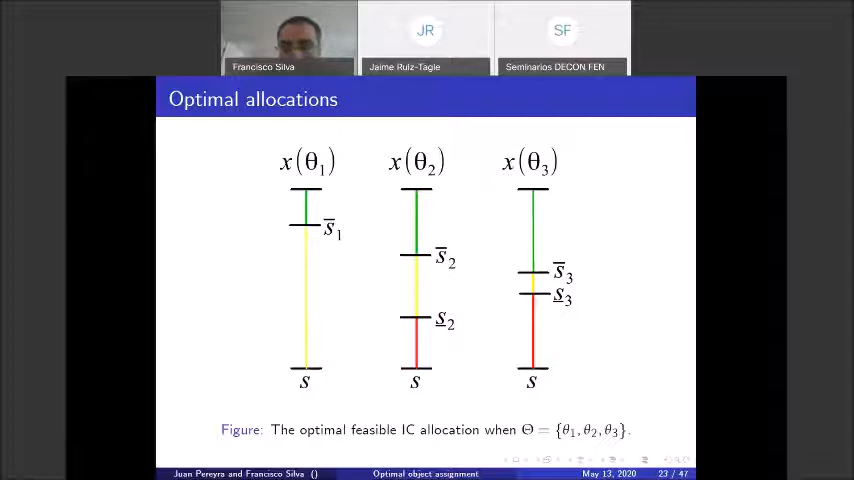 JR
SF
Francisco Silva
Jaime Ruiz-Tagle
Seminarios DECON FEN
Optimal allocations
x(θ₁) x(θ₂) x(θ₃)
s̅₁
s̅₂
s̅₃
s̲₃
s̲₂
s s s
Figure: The optimal feasible IC allocation when Θ = {θ₁, θ₂, θ₃}.
Juan Pereyra and Francisco Silva () Optimal object assignment May 13, 2020 23 / 47